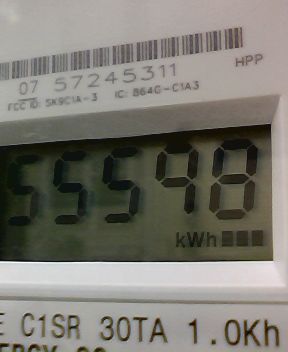 HPP
07 57245311
FCC ID: SK9C1A-3 IC: 864G-C1A3
55598
kWh
E C1SR 30TA 1.0Kh